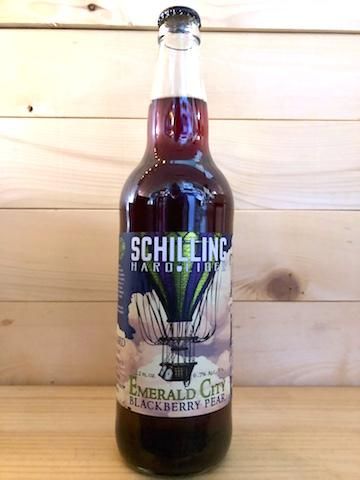 SCHILLING
HARD CIDER
EMERALD CITY
BLACKBERRY PEAR